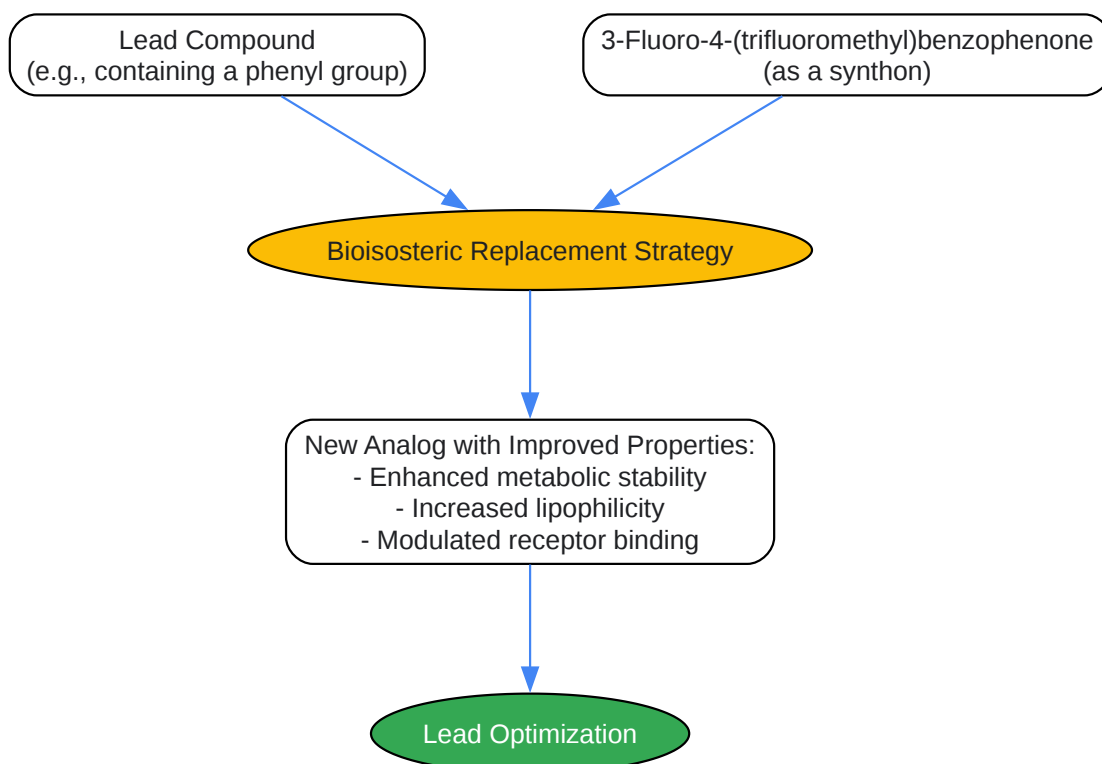 Lead Compound
(e.g., containing a phenyl group)
3-Fluoro-4-(trifluoromethyl)benzophenone
(as a synthon)
Bioisosteric Replacement Strategy
New Analog with Improved Properties:
- Enhanced metabolic stability
- Increased lipophilicity
- Modulated receptor binding
Lead Optimization